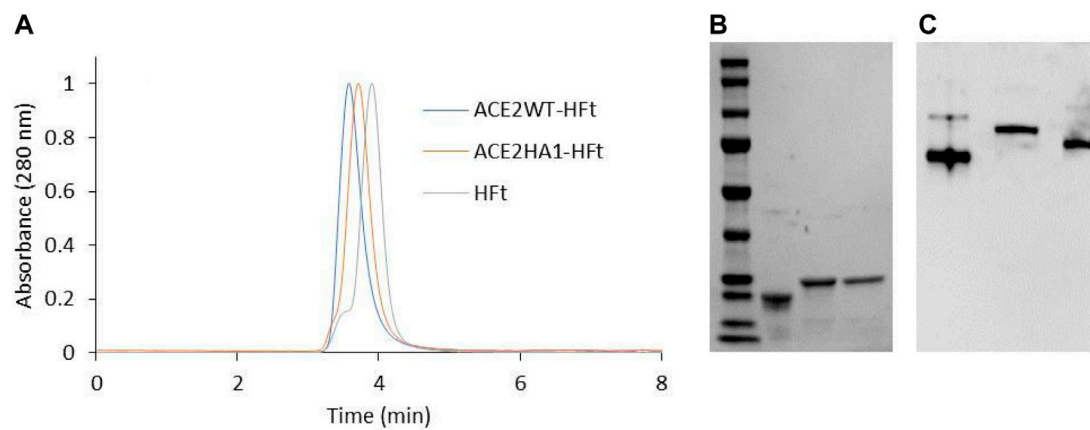 A
B
C
Absorbance (280 nm)
1
0.8
0.6
0.4
0.2
0
ACE2WT-HFt
ACE2HA1-HFt
HFt
0 2 4 6 8
Time (min)